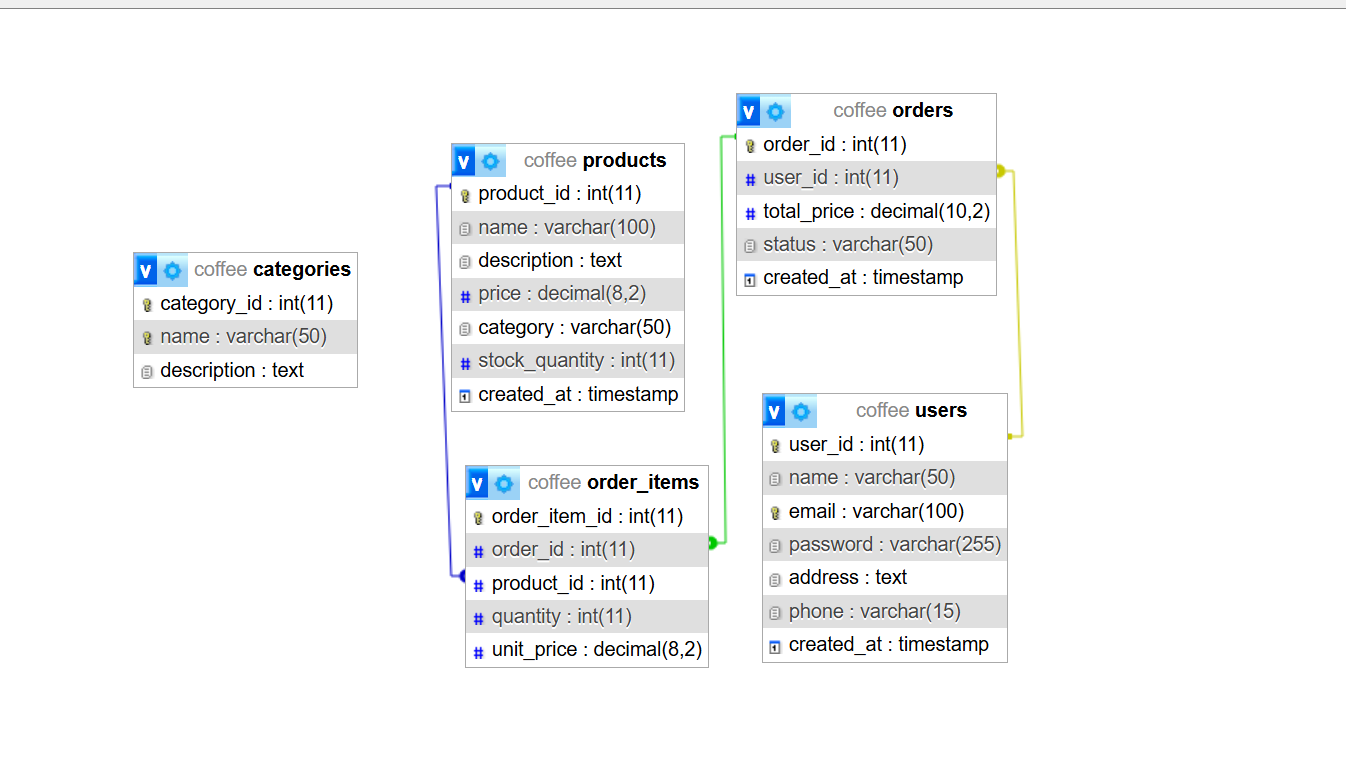 v coffee categories
category_id : int(11)
name : varchar(50)
description : text
v coffee products
product_id : int(11)
name : varchar(100)
description : text
price : decimal(8,2)
category : varchar(50)
stock_quantity : int(11)
created_at : timestamp
v coffee order_items
order_item_id : int(11)
order_id : int(11)
product_id : int(11)
quantity : int(11)
unit_price : decimal(8,2)
v coffee orders
order_id : int(11)
user_id : int(11)
total_price : decimal(10,2)
status : varchar(50)
created_at : timestamp
v coffee users
user_id : int(11)
name : varchar(50)
email : varchar(100)
password : varchar(255)
address : text
phone : varchar(15)
created_at : timestamp